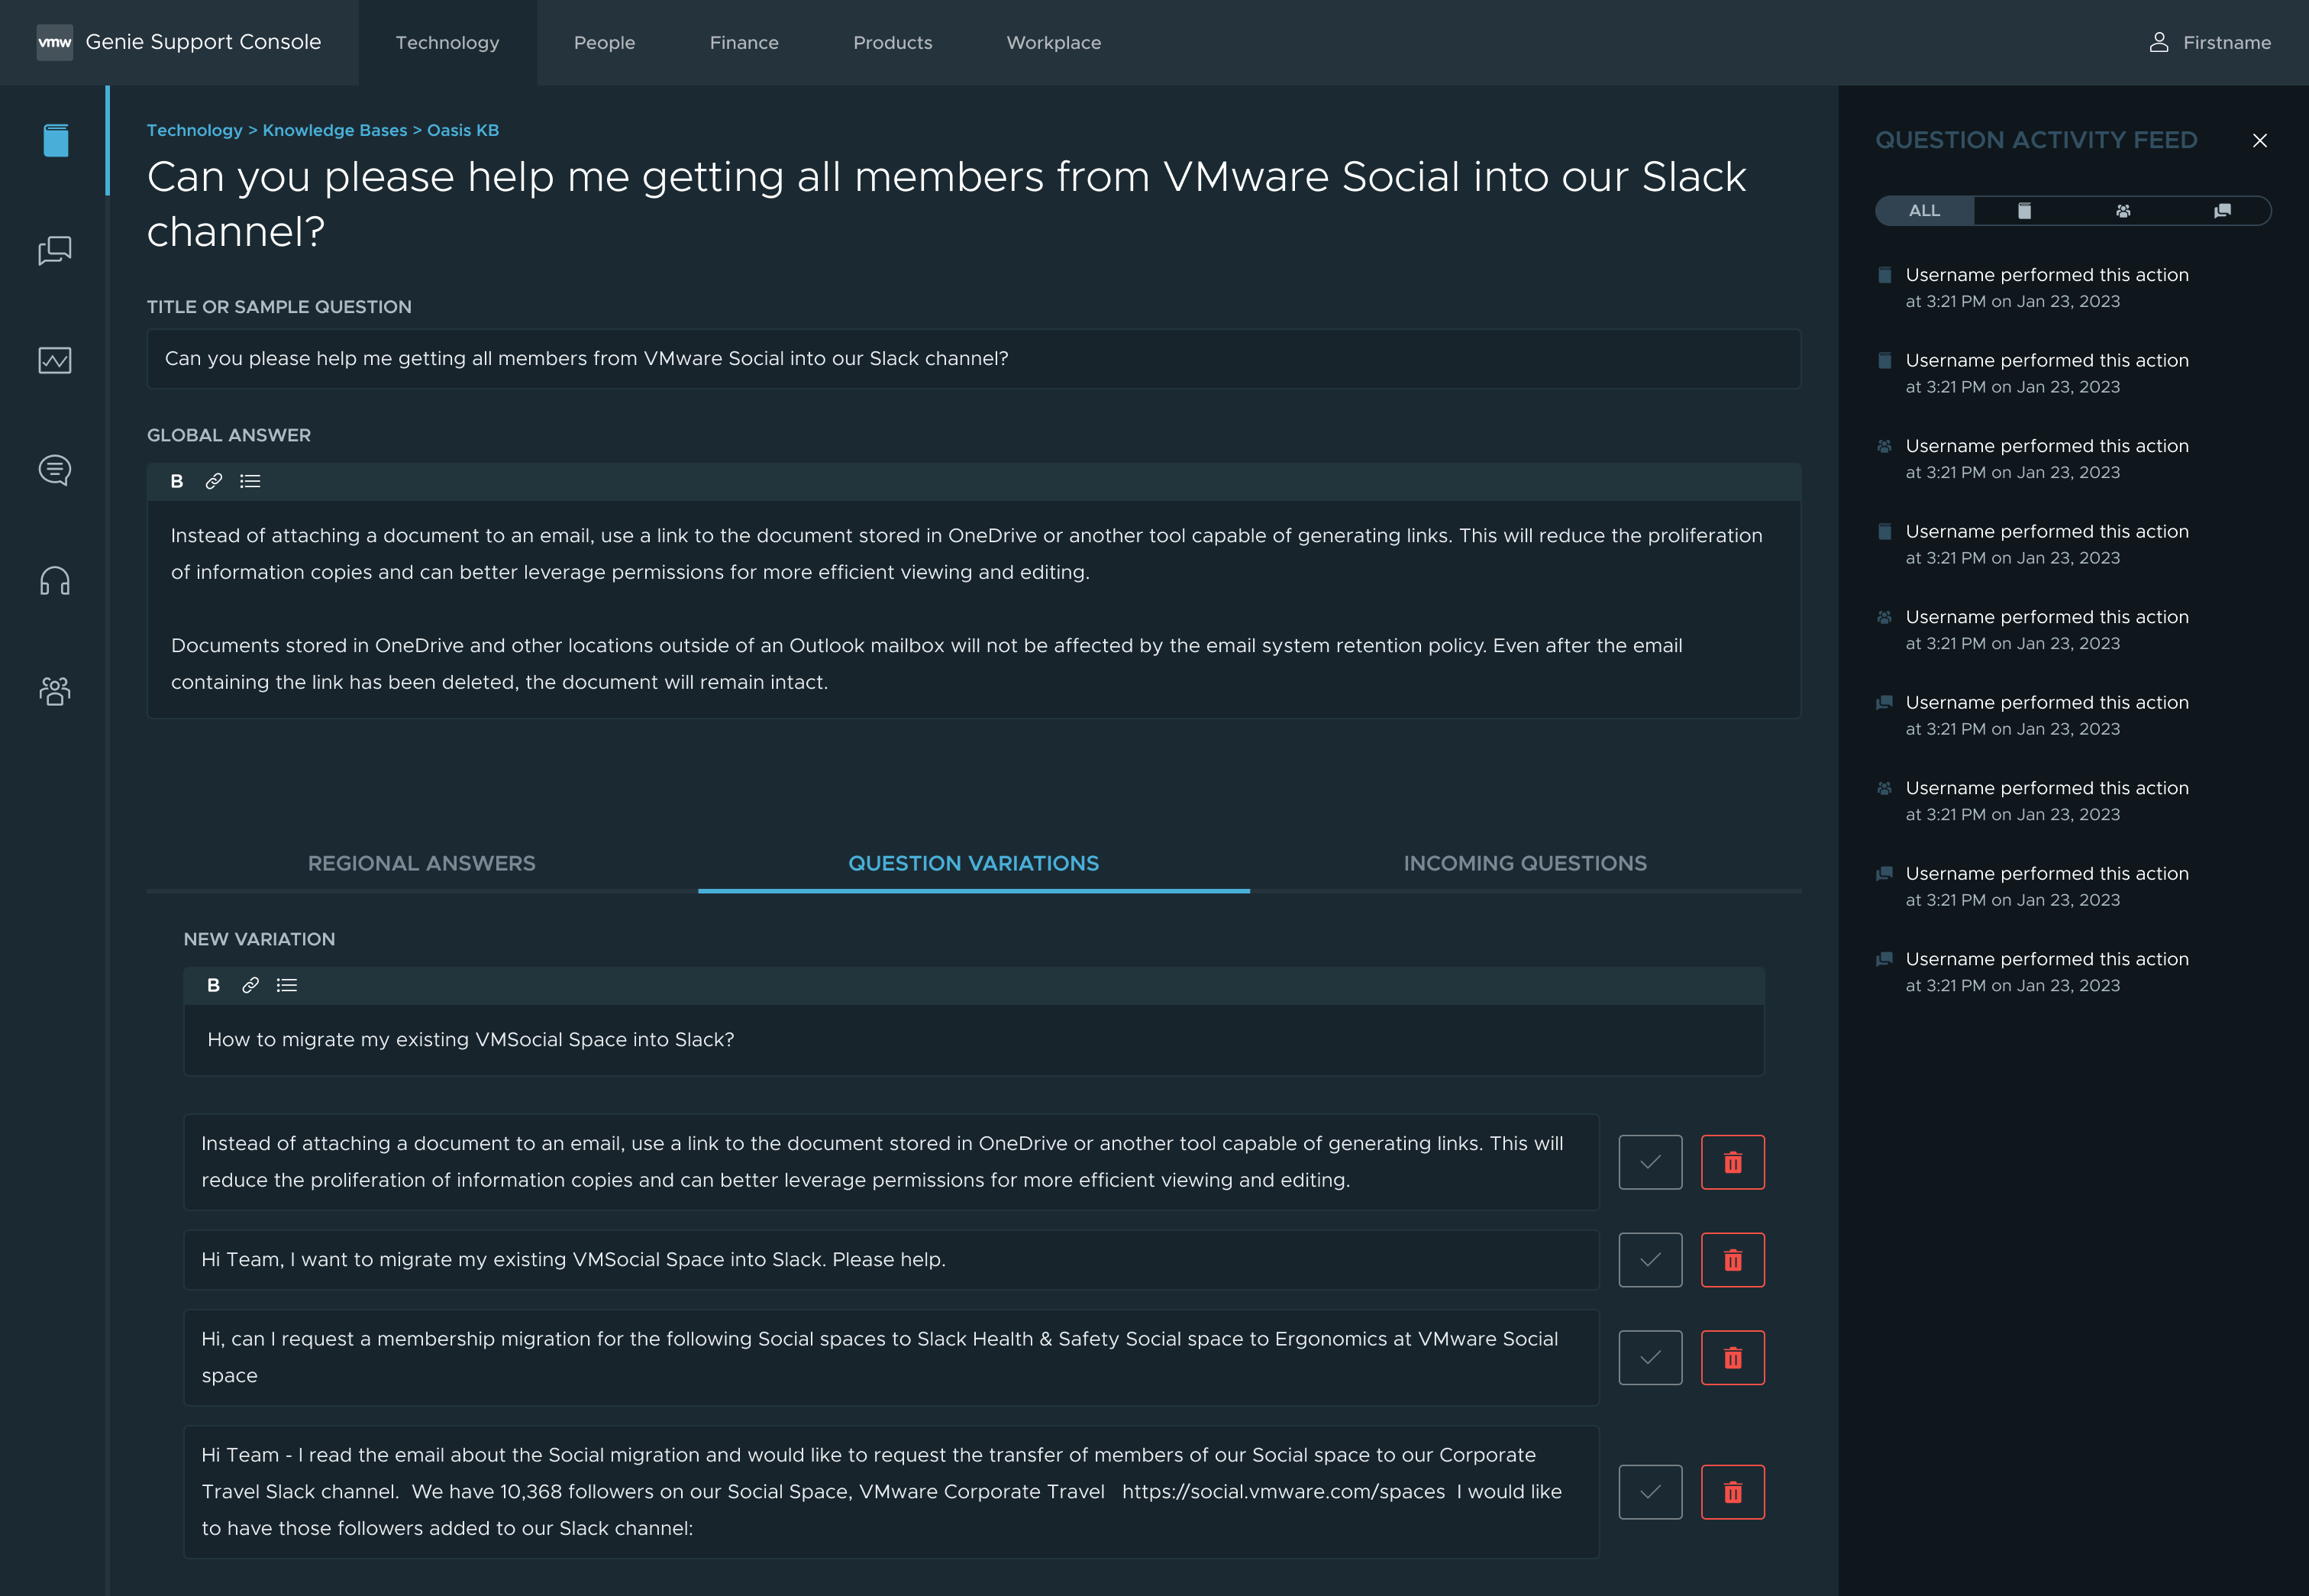 vmw Genie Support Console
Technology
People
Finance
Products
Workplace
Firstname
Technology > Knowledge Bases > Oasis KB
Can you please help me getting all members from VMware Social into our Slack
channel?
TITLE OR SAMPLE QUESTION
Can you please help me getting all members from VMware Social into our Slack channel?
GLOBAL ANSWER
B
Instead of attaching a document to an email, use a link to the document stored in OneDrive or another tool capable of generating links. This will reduce the proliferation
of information copies and can better leverage permissions for more efficient viewing and editing.
Documents stored in OneDrive and other locations outside of an Outlook mailbox will not be affected by the email system retention policy. Even after the email
containing the link has been deleted, the document will remain intact.
REGIONAL ANSWERS
QUESTION VARIATIONS
INCOMING QUESTIONS
NEW VARIATION
B
How to migrate my existing VMSocial Space into Slack?
Instead of attaching a document to an email, use a link to the document stored in OneDrive or another tool capable of generating links. This will
reduce the proliferation of information copies and can better leverage permissions for more efficient viewing and editing.
Hi Team, I want to migrate my existing VMSocial Space into Slack. Please help.
Hi, can I request a membership migration for the following Social spaces to Slack Health & Safety Social space to Ergonomics at VMware Social
space
Hi Team - I read the email about the Social migration and would like to request the transfer of members of our Social space to our Corporate
Travel Slack channel.  We have 10,368 followers on our Social Space, VMware Corporate Travel   https://social.vmware.com/spaces  I would like
to have those followers added to our Slack channel:
QUESTION ACTIVITY FEED
ALL
Username performed this action
at 3:21 PM on Jan 23, 2023
Username performed this action
at 3:21 PM on Jan 23, 2023
Username performed this action
at 3:21 PM on Jan 23, 2023
Username performed this action
at 3:21 PM on Jan 23, 2023
Username performed this action
at 3:21 PM on Jan 23, 2023
Username performed this action
at 3:21 PM on Jan 23, 2023
Username performed this action
at 3:21 PM on Jan 23, 2023
Username performed this action
at 3:21 PM on Jan 23, 2023
Username performed this action
at 3:21 PM on Jan 23, 2023